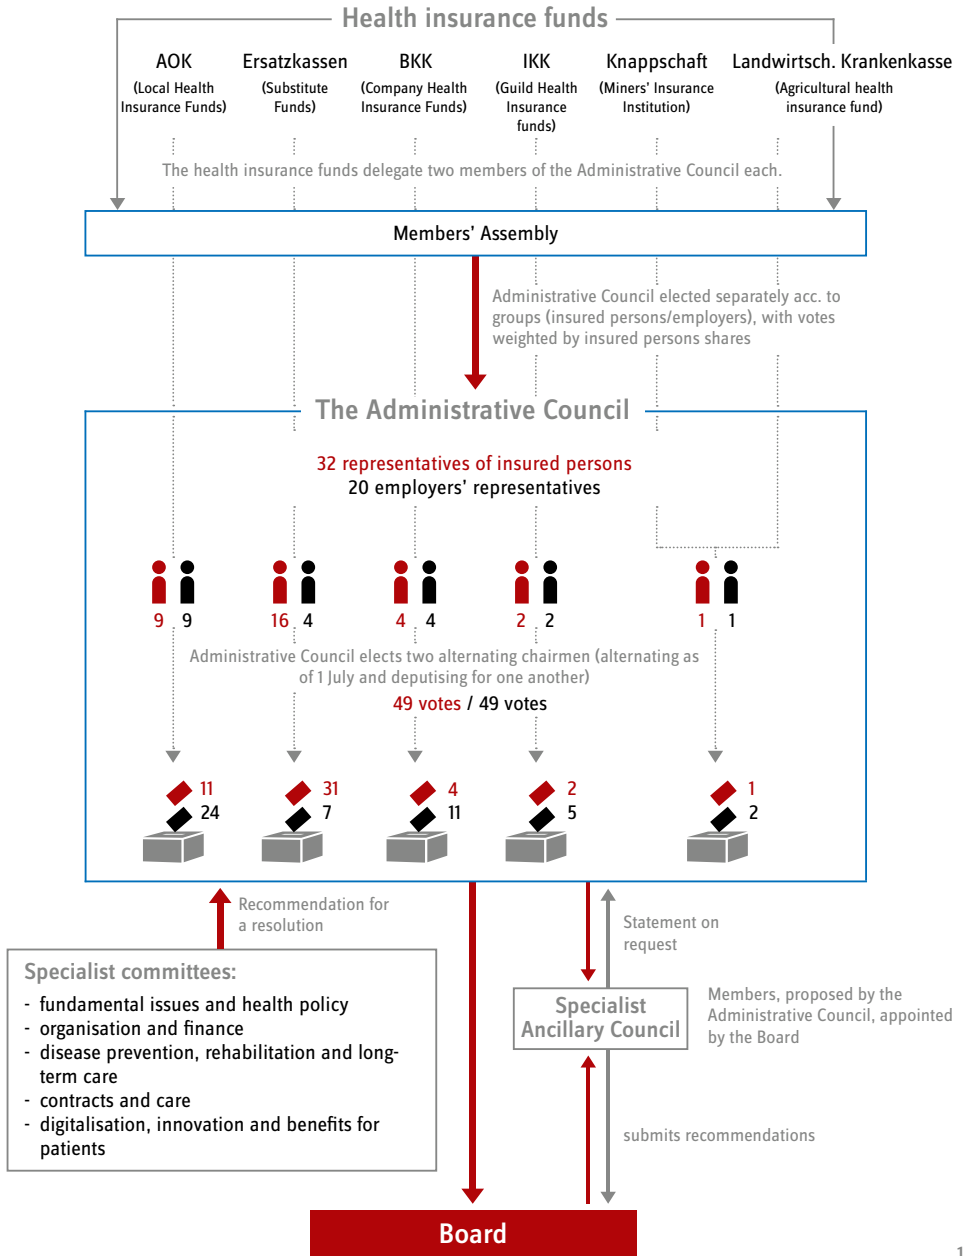 Health insurance funds
AOK
(Local Health
Insurance Funds)
Ersatzkassen
(Substitute
Funds)
BKK
(Company Health
Insurance Funds)
IKK
(Guild Health
Insurance
funds)
Knappschaft
(Miners' Insurance
Institution)
Landwirtsch. Krankenkasse
(Agricultural health
insurance fund)
The health insurance funds delegate two members of the Administrative Council each.
Members' Assembly
Administrative Council elected separately acc. to
groups (insured persons/employers), with votes
weighted by insured persons shares
The Administrative Council
32 representatives of insured persons
20 employers' representatives
9 9 16 4 4 4 2 2 1 1
Administrative Council elects two alternating chairmen (alternating as
of 1 July and deputising for one another)
49 votes / 49 votes
11 31 4 2 1
24 7 11 5 2
Recommendation for
a resolution
Specialist committees:
- fundamental issues and health policy
- organisation and finance
- disease prevention, rehabilitation and long-
term care
- contracts and care
- digitalisation, innovation and benefits for
patients
Statement on
request
Specialist
Ancillary Council
Members, proposed by the
Administrative Council, appointed
by the Board
submits recommendations
Board
1